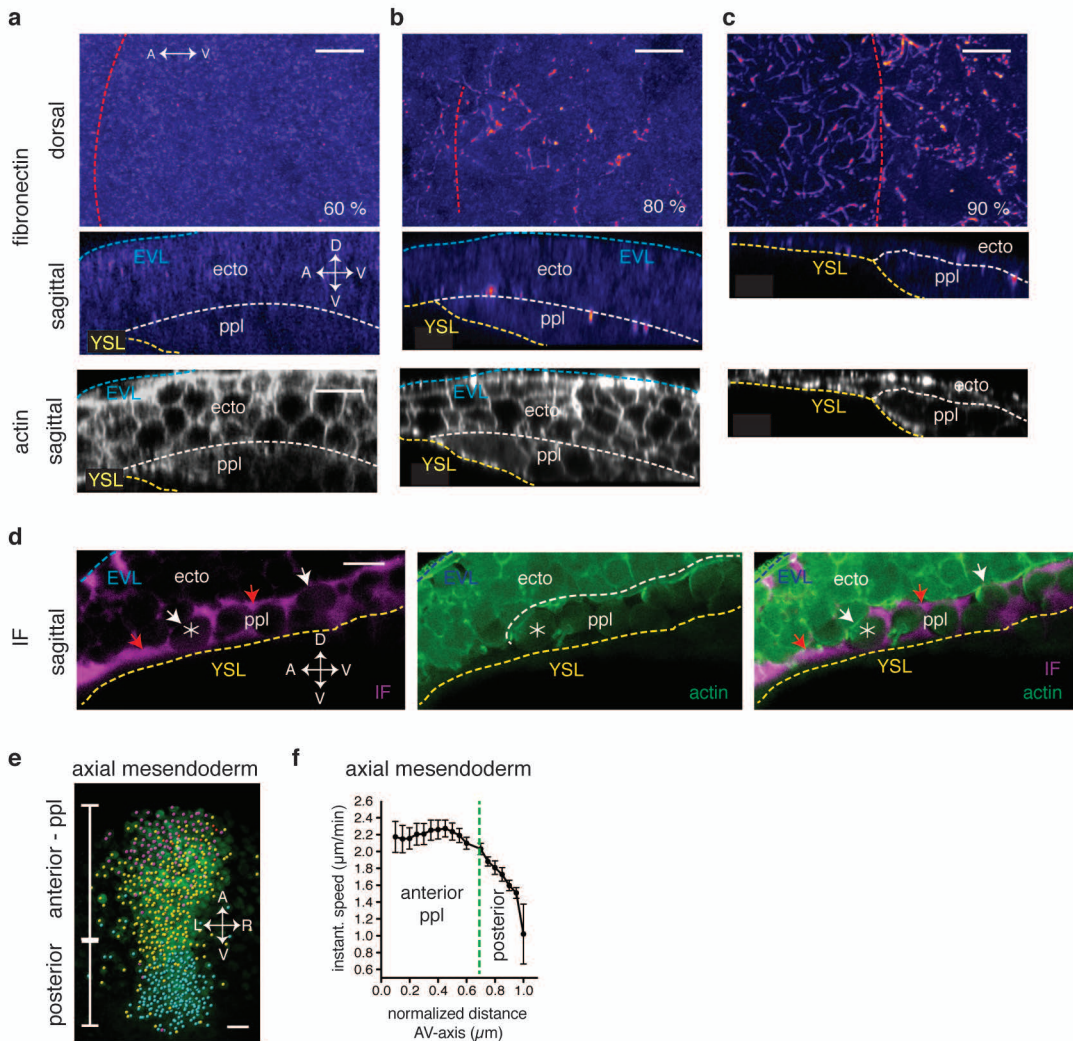 a
b
c
fibronectin
dorsal
A V
60 %
80 %
90 %
sagittal
EVL
ecto
D
A V
V
ppl
YSL
ecto
EVL
ppl
YSL
ecto
YSL
ppl
actin
sagittal
EVL
ecto
ppl
YSL
ecto
ppl
YSL
ecto
YSL
ppl
d
IF
sagittal
EVL
ecto
ppl
*
YSL
D
A V
V
IF
EVL
ecto
ppl
*
YSL
actin
EVL
ecto
ppl
*
YSL
IF
actin
e
axial mesendoderm
anterior - ppl
posterior
A
L R
V
f
axial mesendoderm
instant. speed (µm/min)
2.6
2.4
2.2
2.0
1.8
1.6
1.4
1.2
1.0
0.8
0.6
anterior
ppl
posterior
0.0 0.2 0.4 0.6 0.8 1.0
normalized distance
AV-axis (µm)